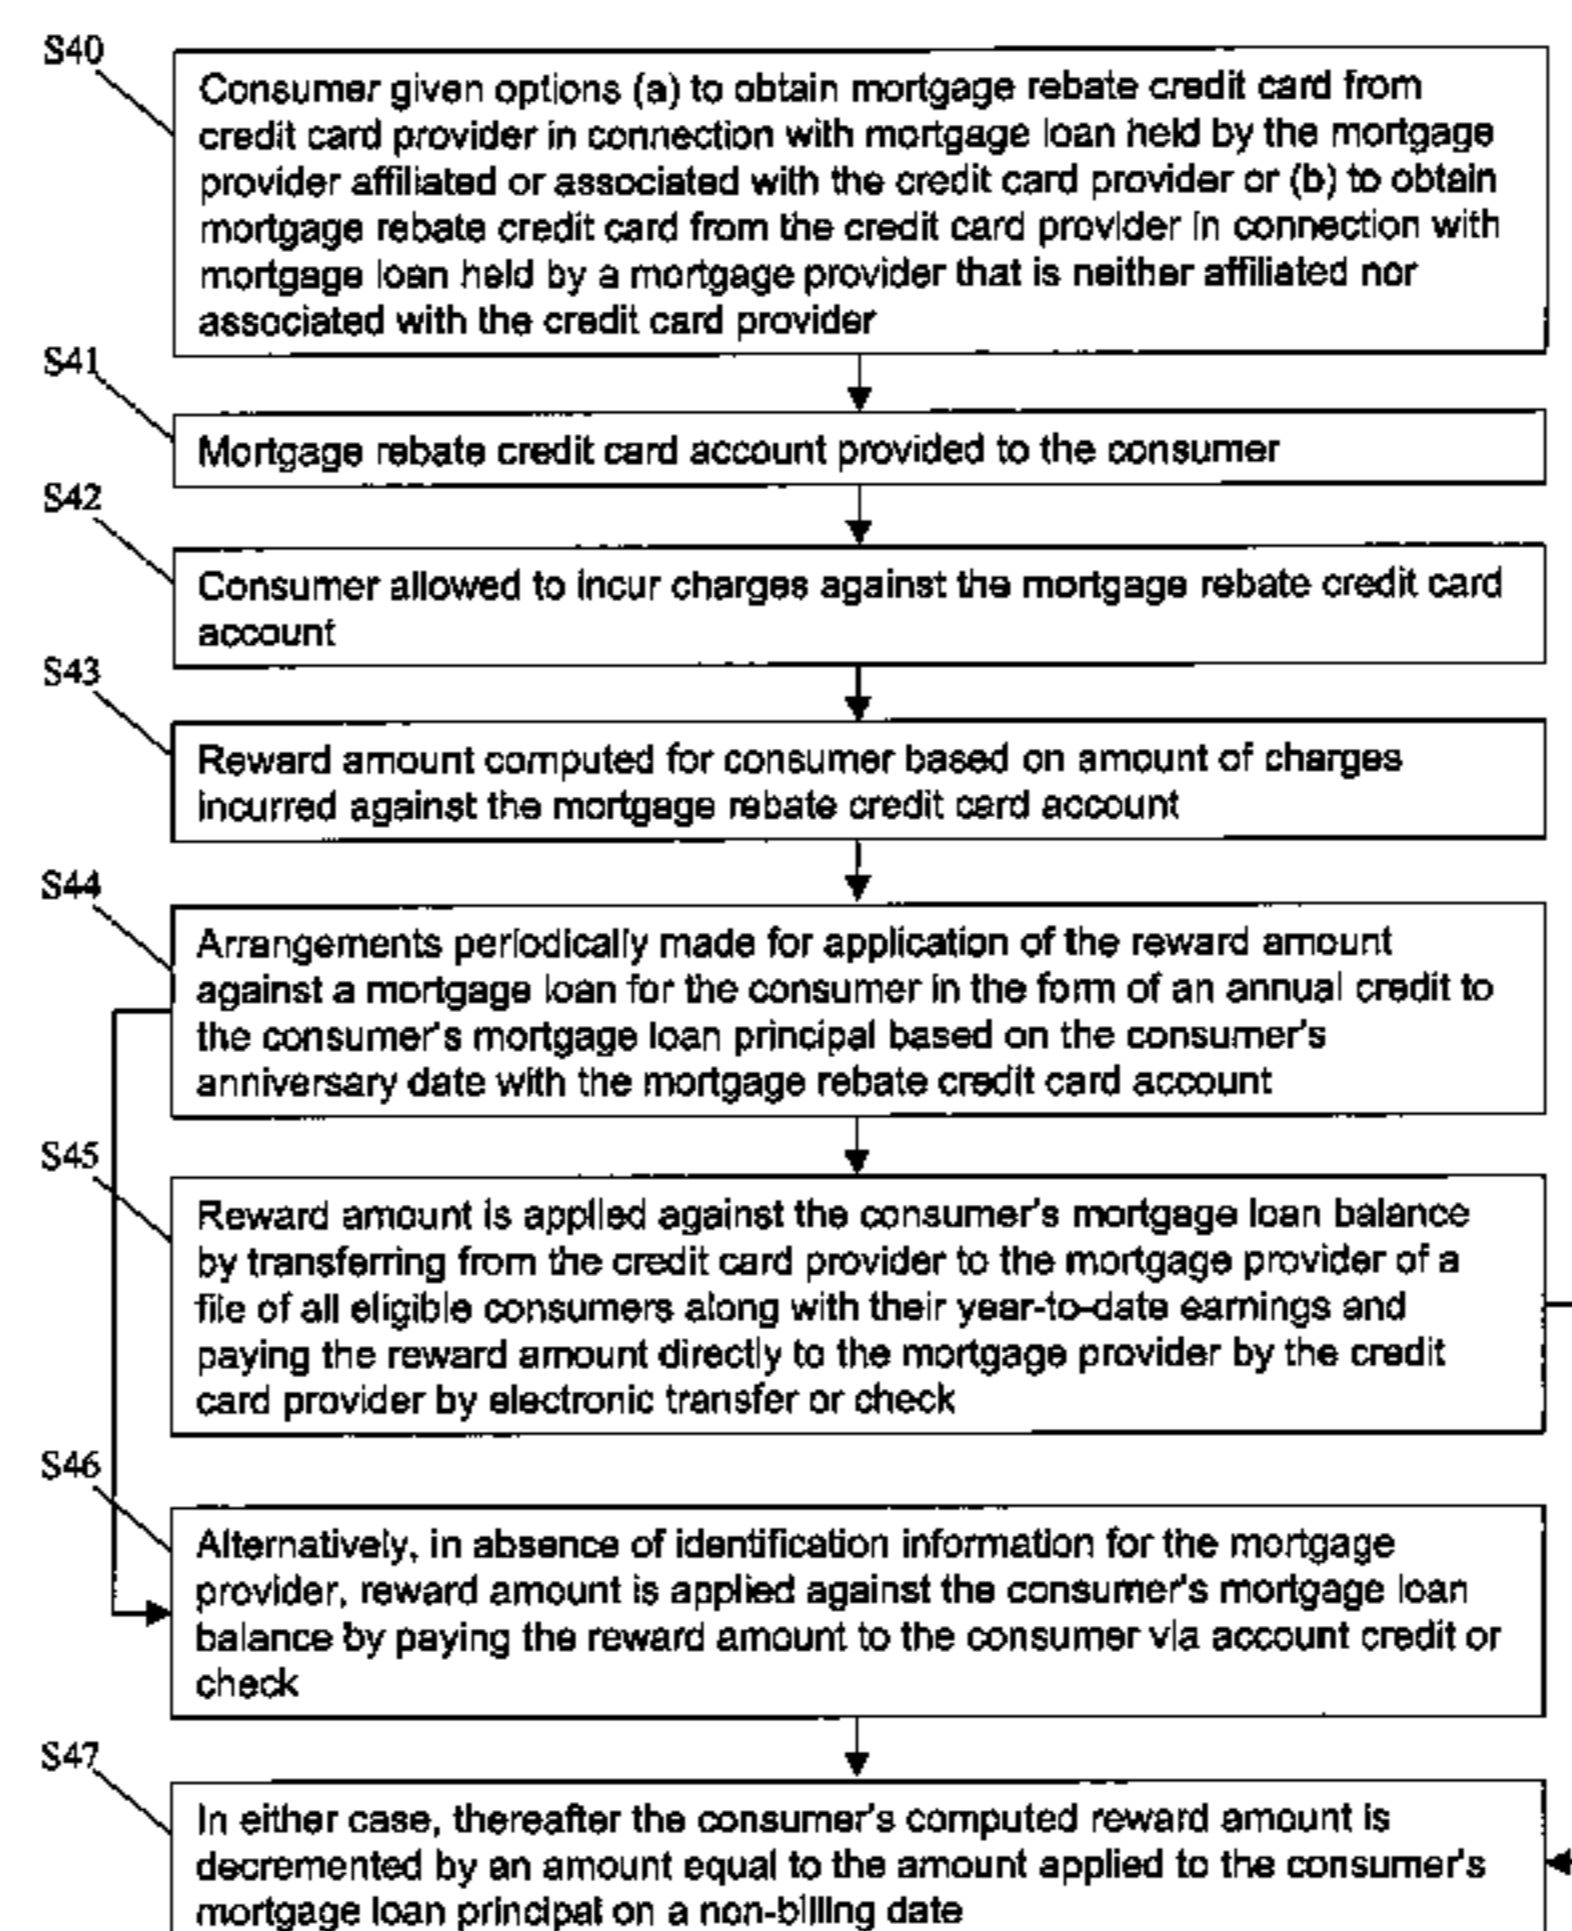 S40
Consumer given options (a) to obtain mortgage rebate credit card from
credit card provider in connection with mortgage loan held by the mortgage
provider affiliated or associated with the credit card provider or (b) to obtain
mortgage rebate credit card from the credit card provider in connection with
mortgage loan held by a mortgage provider that is neither affiliated nor
associated with the credit card provider
S41
Mortgage rebate credit card account provided to the consumer
S42
Consumer allowed to incur charges against the mortgage rebate credit card
account
S43
Reward amount computed for consumer based on amount of charges
incurred against the mortgage rebate credit card account
S44
Arrangements periodically made for application of the reward amount
against a mortgage loan for the consumer in the form of an annual credit to
the consumer's mortgage loan principal based on the consumer's
anniversary date with the mortgage rebate credit card account
S45
Reward amount is applied against the consumer's mortgage loan balance
by transferring from the credit card provider to the mortgage provider of a
file of all eligible consumers along with their year-to-date earnings and
paying the reward amount directly to the mortgage provider by the credit
card provider by electronic transfer or check
S46
Alternatively, in absence of identification information for the mortgage
provider, reward amount is applied against the consumer's mortgage loan
balance by paying the reward amount to the consumer via account credit or
check
S47
In either case, thereafter the consumer's computed reward amount is
decremented by an amount equal to the amount applied to the consumer's
mortgage loan principal on a non-billing date